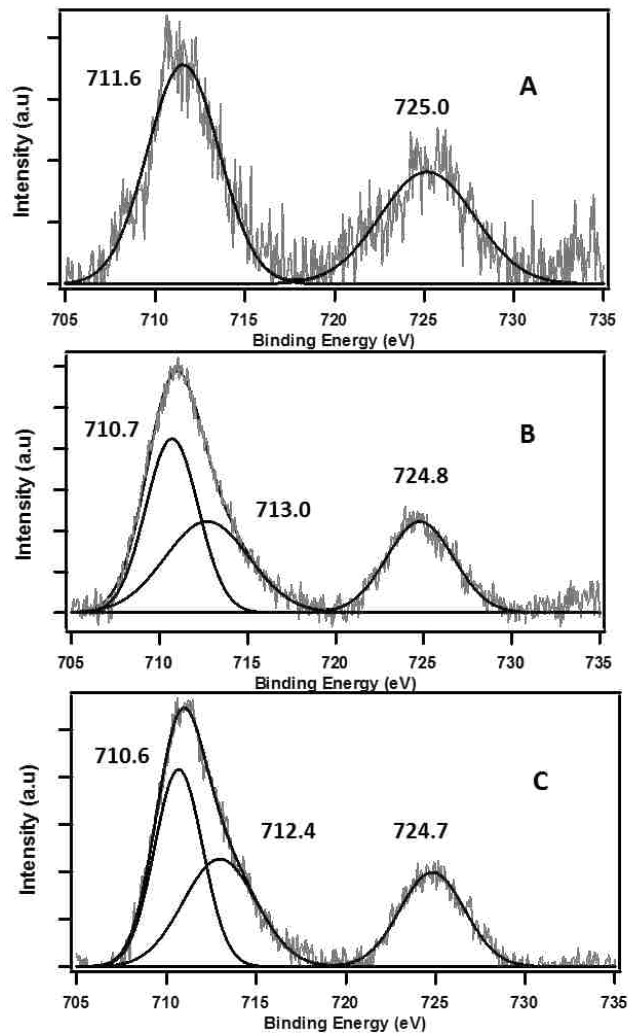 Intensity (a.u)
711.6
725.0
A
705 710 715 720 725 730 735
Binding Energy (eV)
Intensity (a.u)
710.7
713.0
724.8
B
705 710 715 720 725 730 735
Binding Energy (eV)
Intensity (a.u)
710.6
712.4
724.7
C
705 710 715 720 725 730 735
Binding Energy (eV)